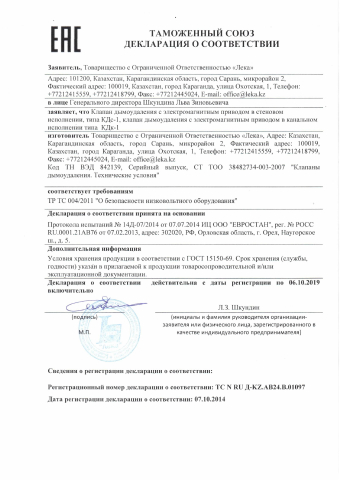 ЕАС
ТАМОЖЕННЫЙ СОЮЗ
ДЕКЛАРАЦИЯ О СООТВЕТСТВИИ
Заявитель, Товарищество с Ограниченной Ответственностью «Лека»
Адрес: 101200, Казахстан, Карагандинская область, город Сарань, микрорайон 2,
Фактический адрес: 100019, Казахстан, город Караганда, улица Охотская, 1, Телефон:
+77212415559, +77212418799, Факс: +77212445024, E-mail: office@leka.kz
в лице Генерального директора Шкундина Льва Зиновьевича
заявляет, что Клапан дымоудаления с электромагнитным приводом в стеновом
исполнении, типа КДс-1, клапан дымоудаления с электромагнитным приводом в канальном
исполнении типа КДк-1
изготовитель Товарищество с Ограниченной Ответственностью «Лека», Адрес: Казахстан,
Карагандинская область, город Сарань, микрорайон 2, Фактический адрес: 100019,
Казахстан, город Караганда, улица Охотская, 1, Телефон: +77212415559, +77212418799,
Факс: +77212445024, E-mail: office@leka.kz
Код ТН ВЭД 842139, Серийный выпуск, СТ ТОО 38482734-003-2007 "Клапаны
дымоудаления. Технические условия"
соответствует требованиям
ТР ТС 004/2011 "О безопасности низковольтного оборудования"
Декларация о соответствии принята на основании
Протокола испытаний № 14Д-07/2014 от 07.07.2014 ИЦ ООО "ЕВРОСТАН", рег. № РОСС
RU.0001.21АВ76 от 07.02.2013, адрес: 302020, РФ, Орловская область, г. Орел, Наугорское
ш., д. 5.
Дополнительная информация
Условия хранения продукции в соответствии с ГОСТ 15150-69. Срок хранения (службы,
годности) указан в прилагаемой к продукции товаросопроводительной и/или
эксплуатационной документации.
Декларация о соответствии действительна с даты регистрации по 06.10.2019
включительно
Л.З. Шкундин
(подпись)
(инициалы и фамилия руководителя организации-
заявителя или физического лица, зарегистрированного в
качестве индивидуального предпринимателя)
М.П.
Сведения о регистрации декларации о соответствии:
Регистрационный номер декларации о соответствии: ТС N RU Д-KZ.АВ24.В.01097
Дата регистрации декларации о соответствии: 07.10.2014